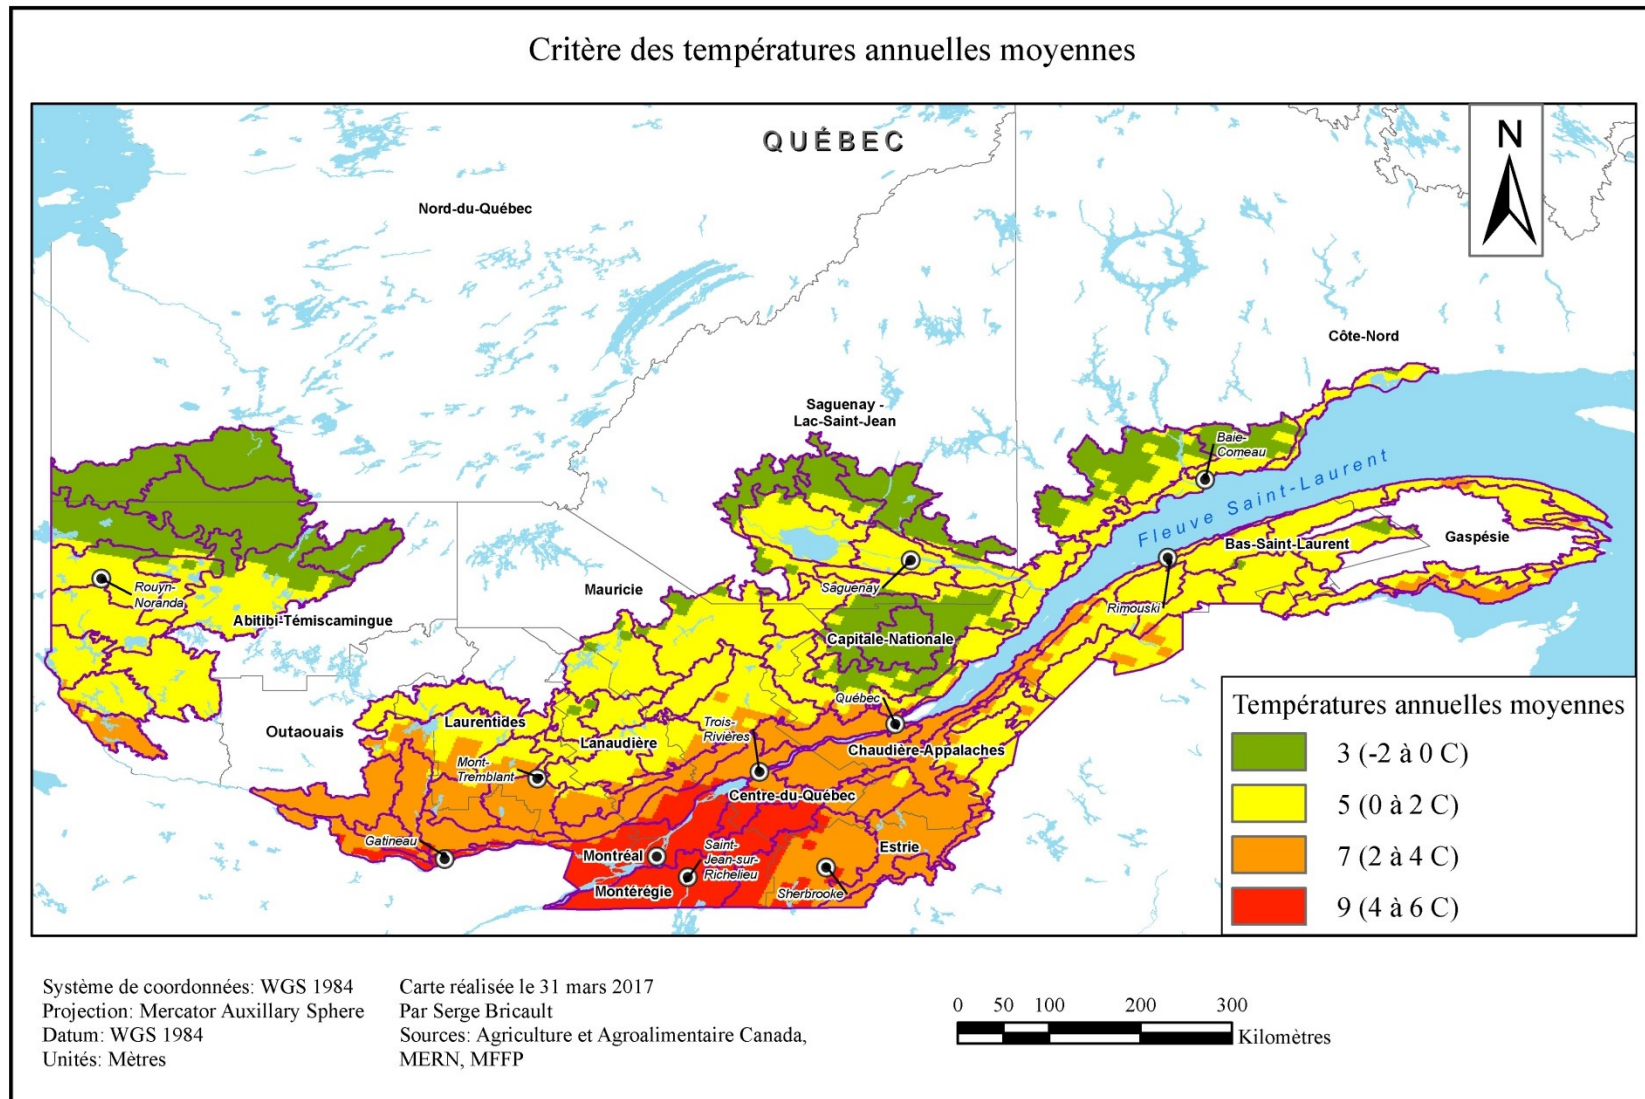 Critère des températures annuelles moyennes
QUÉBEC
N
Nord-du-Québec
Côte-Nord
Saguenay -
Lac-Saint-Jean
Baie-
Comeau
Fleuve Saint-Laurent
Bas-Saint-Laurent
Gaspésie
Rouyn-
Noranda
Mauricie
Saguenay
Rimouski
Abitibi-Témiscamingue
Capitale-Nationale
Québec
Outaouais
Laurentides
Lanaudière
Trois-
Rivières
Chaudière-Appalaches
Mont-
Tremblant
Centre-du-Québec
Gatineau
Montréal
Saint-
Jean-sur-
Richelieu
Estrie
Montérégie
Sherbrooke
Températures annuelles moyennes
3 (-2 à 0 C)
5 (0 à 2 C)
7 (2 à 4 C)
9 (4 à 6 C)
Système de coordonnées: WGS 1984
Projection: Mercator Auxillary Sphere
Datum: WGS 1984
Unités: Mètres
Carte réalisée le 31 mars 2017
Par Serge Bricault
Sources: Agriculture et Agroalimentaire Canada,
MERN, MFFP
0 50 100 200 300
Kilomètres